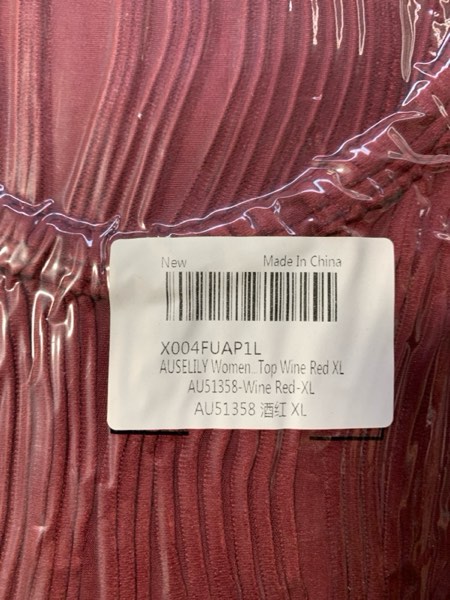 New
Made In China
X004FUAP1L
AUSELILY Women...Top Wine Red XL
AU51358-Wine Red-XL
AU51358 酒红 XL